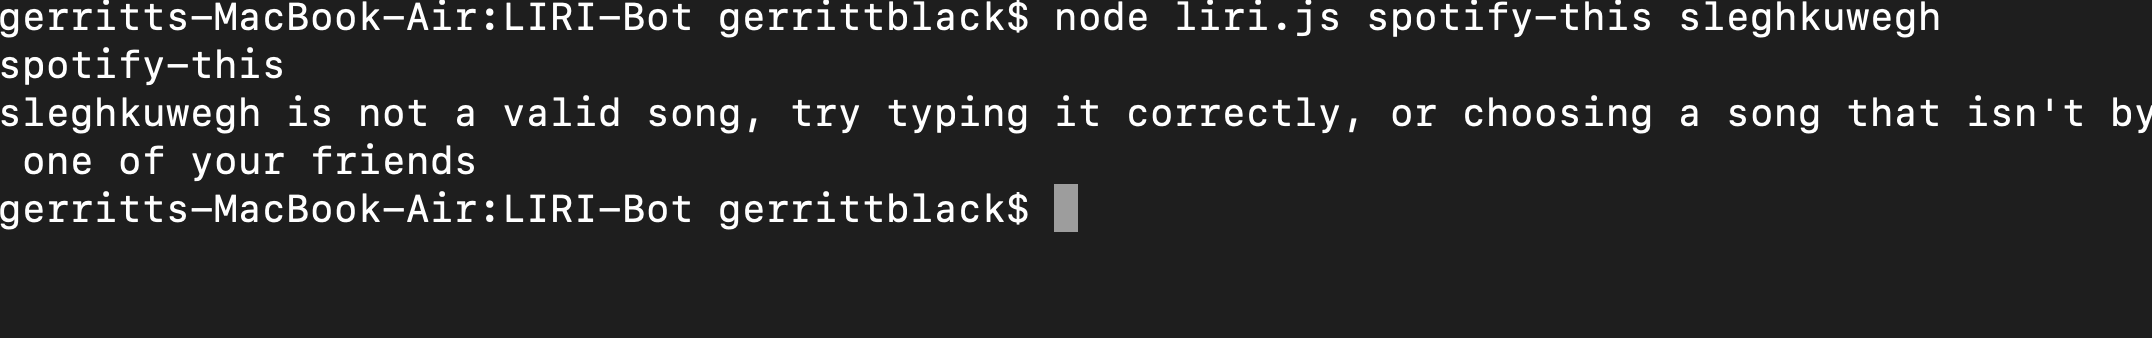 gerritts-MacBook-Air:LIRI-Bot gerrittblack$ node liri.js spotify-this sleghkuwegh
spotify-this
sleghkuwegh is not a valid song, try typing it correctly, or choosing a song that isn't by
 one of your friends
gerritts-MacBook-Air:LIRI-Bot gerrittblack$